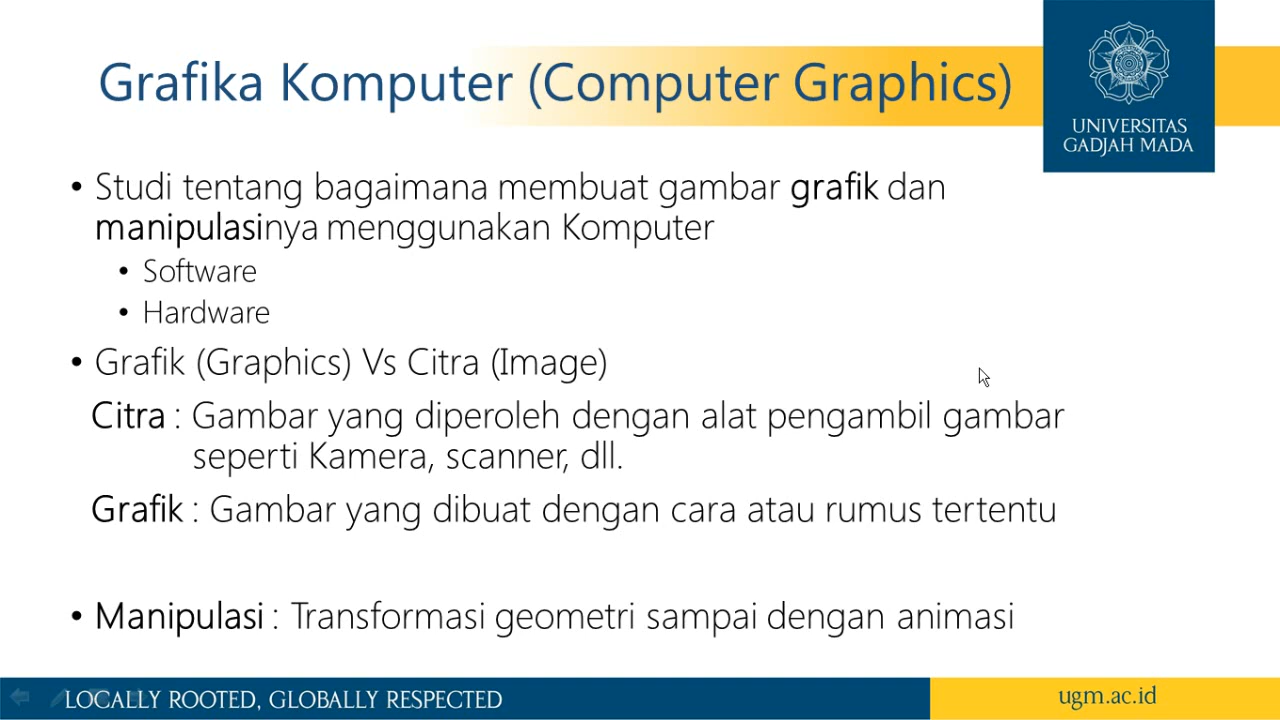 Grafika Komputer (Computer Graphics)
UNIVERSITAS
GADJAH MADA
• Studi tentang bagaimana membuat gambar grafik dan
manipulasinya menggunakan Komputer
• Software
• Hardware
• Grafik (Graphics) Vs Citra (Image)
Citra : Gambar yang diperoleh dengan alat pengambil gambar
seperti Kamera, scanner, dll.
Grafik : Gambar yang dibuat dengan cara atau rumus tertentu
• Manipulasi : Transformasi geometri sampai dengan animasi
LOCALLY ROOTED, GLOBALLY RESPECTED
ugm.ac.id